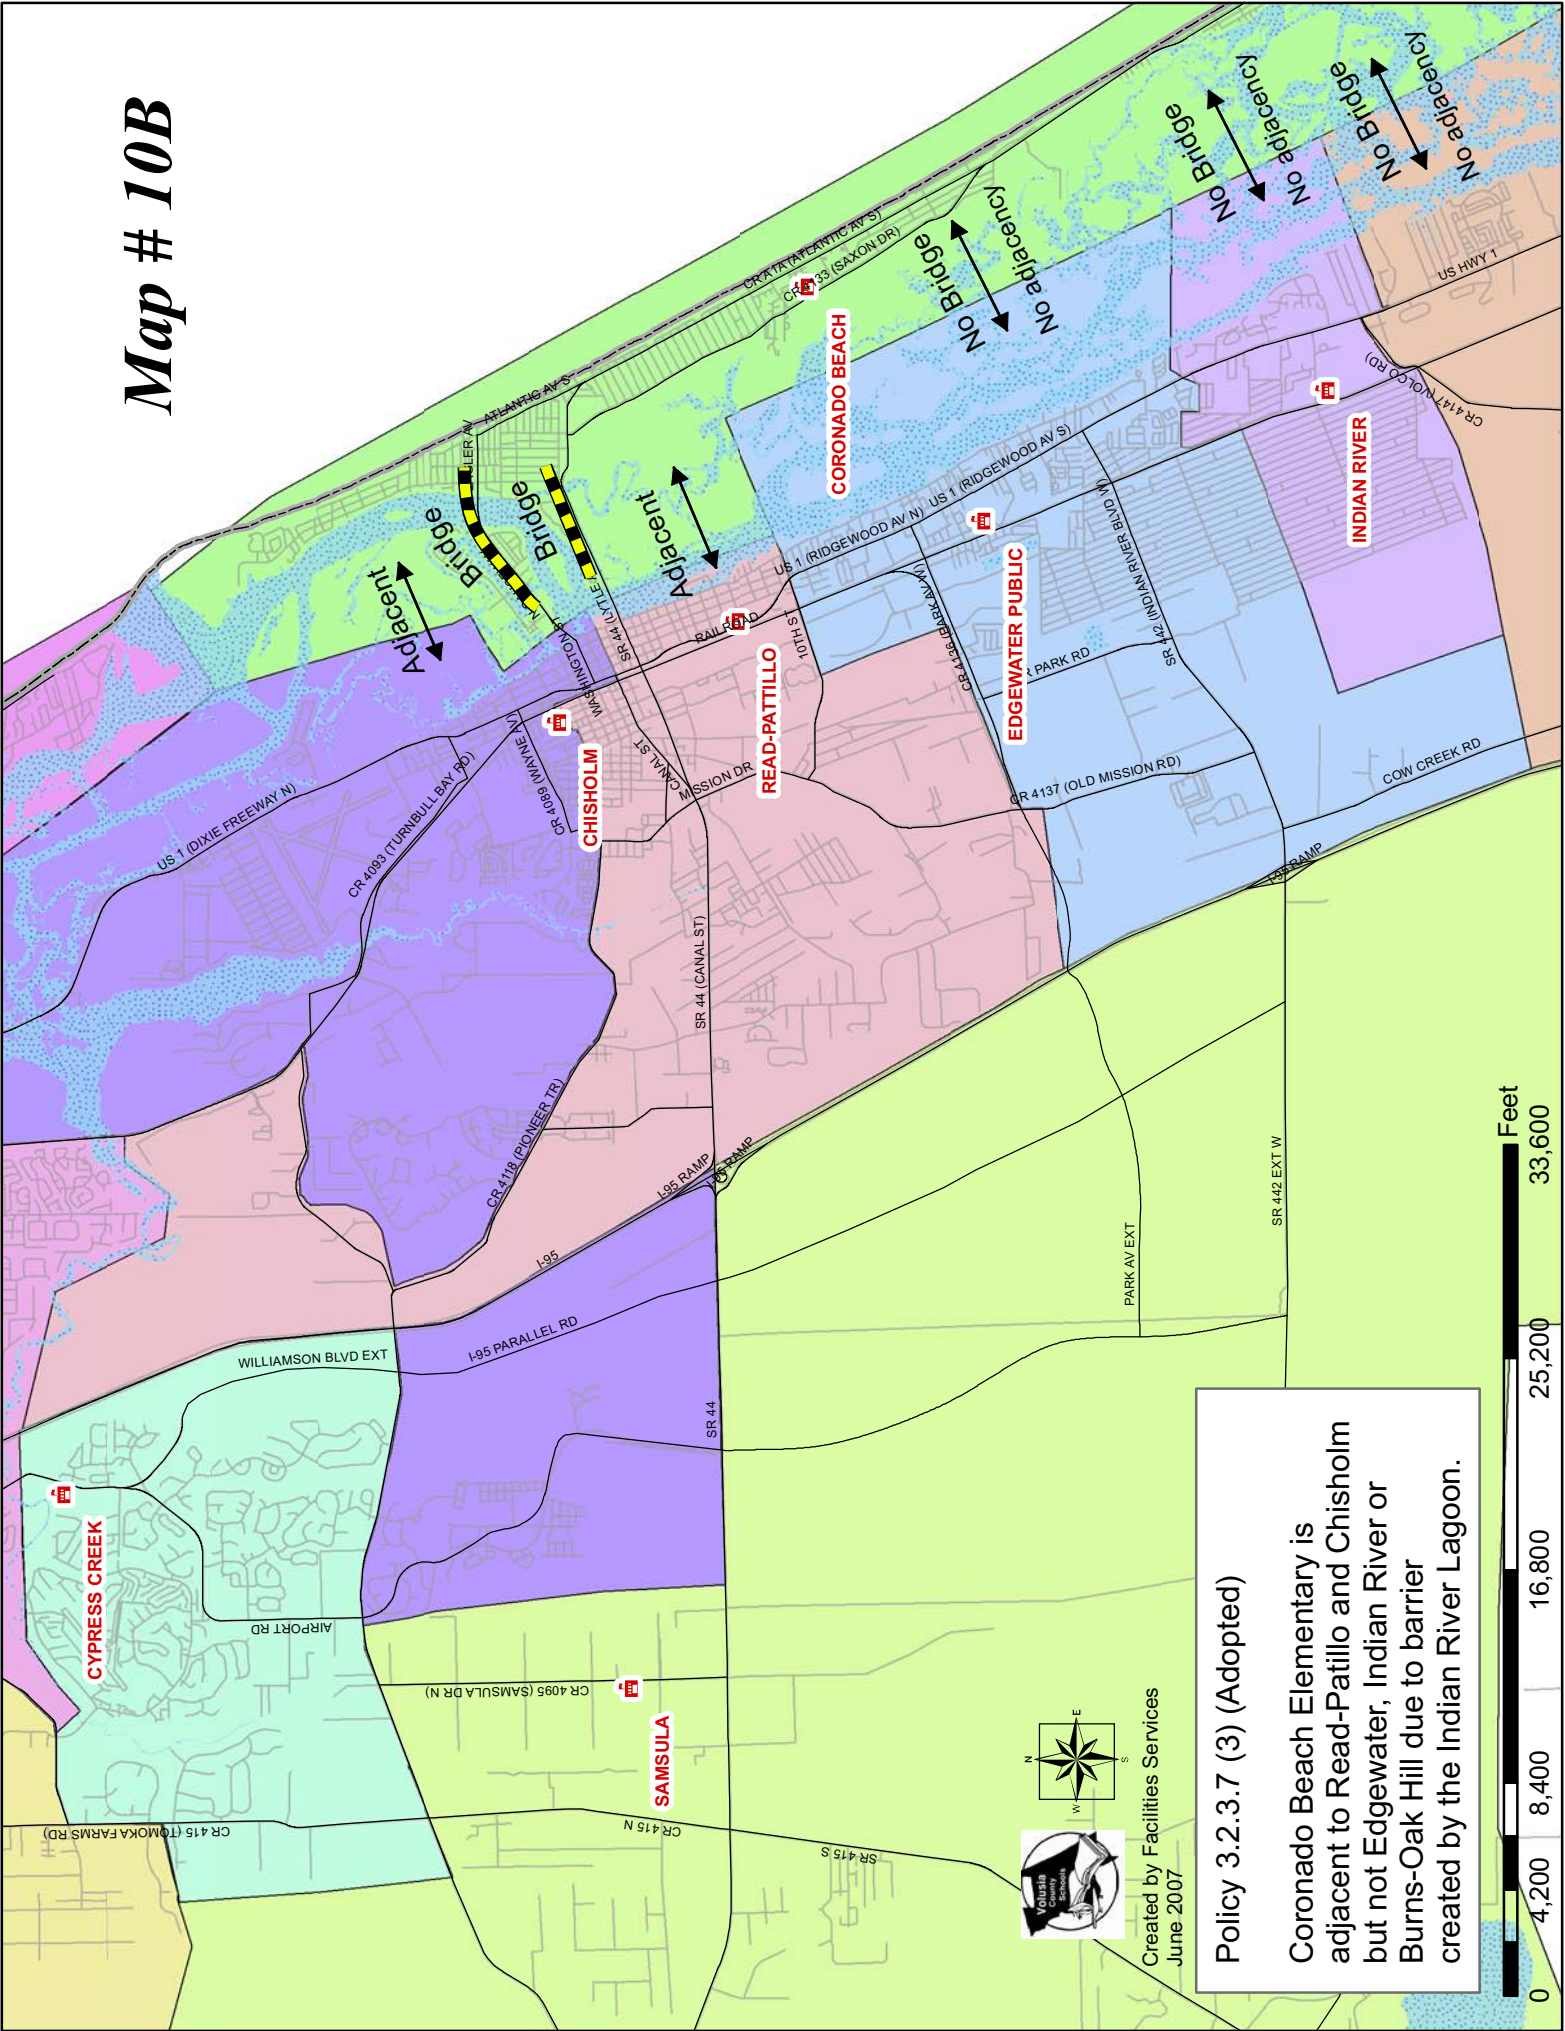 Map # 10B
CYPRESS CREEK
SAMSULA
CHISHOLM
READ-PATTILLO
CORONADO BEACH
EDGEWATER PUBLIC
INDIAN RIVER
Adjacent
Bridge
Bridge
Adjacent
No Bridge
No adjacency
No Bridge
No adjacency
No Bridge
No adjacency
CR 415 (TOMOKA FARMS RD)
AIRPORT RD
WILLIAMSON BLVD EXT
I-95 PARALLEL RD
I-95
I-95 RAMP
I-95 RAMP
I-95 RAMP
CR 4118 (PIONEER TR)
US 1 (DIXIE FREEWAY N)
CR 4093 (TURNBULL BAY RD)
CR 4089 (WAYNE AV)
WASHINGTON ST
CANAL ST
MISSION DR
SR 44 (LYTLE
RAILROAD
10TH ST
ATLANTIC AV S
CR A1A (ATLANTIC AV S)
CR 4133 (SAXON DR)
US 1 (RIDGEWOOD AV N)
US 1 (RIDGEWOOD AV S)
CR 4136 (PARK AV W)
R PARK RD
SR 442 (INDIAN RIVER BLVD W)
CR 4137 (OLD MISSION RD)
COW CREEK RD
US HWY 1
CR 4147 (VOLCO RD)
SR 44 (CANAL ST)
SR 44
CR 4095 (SAMSULA DR N)
CR 415 N
SR 415 S
PARK AV EXT
SR 442 EXT W
N
E
S
W
Volusia
County
Schools
Created by Facilities Services
June 2007
Policy 3.2.3.7 (3) (Adopted)
Coronado Beach Elementary is
adjacent to Read-Patillo and Chisholm
but not Edgewater, Indian River or
Burns-Oak Hill due to barrier
created by the Indian River Lagoon.
0 4,200 8,400 16,800 25,200 33,600
Feet